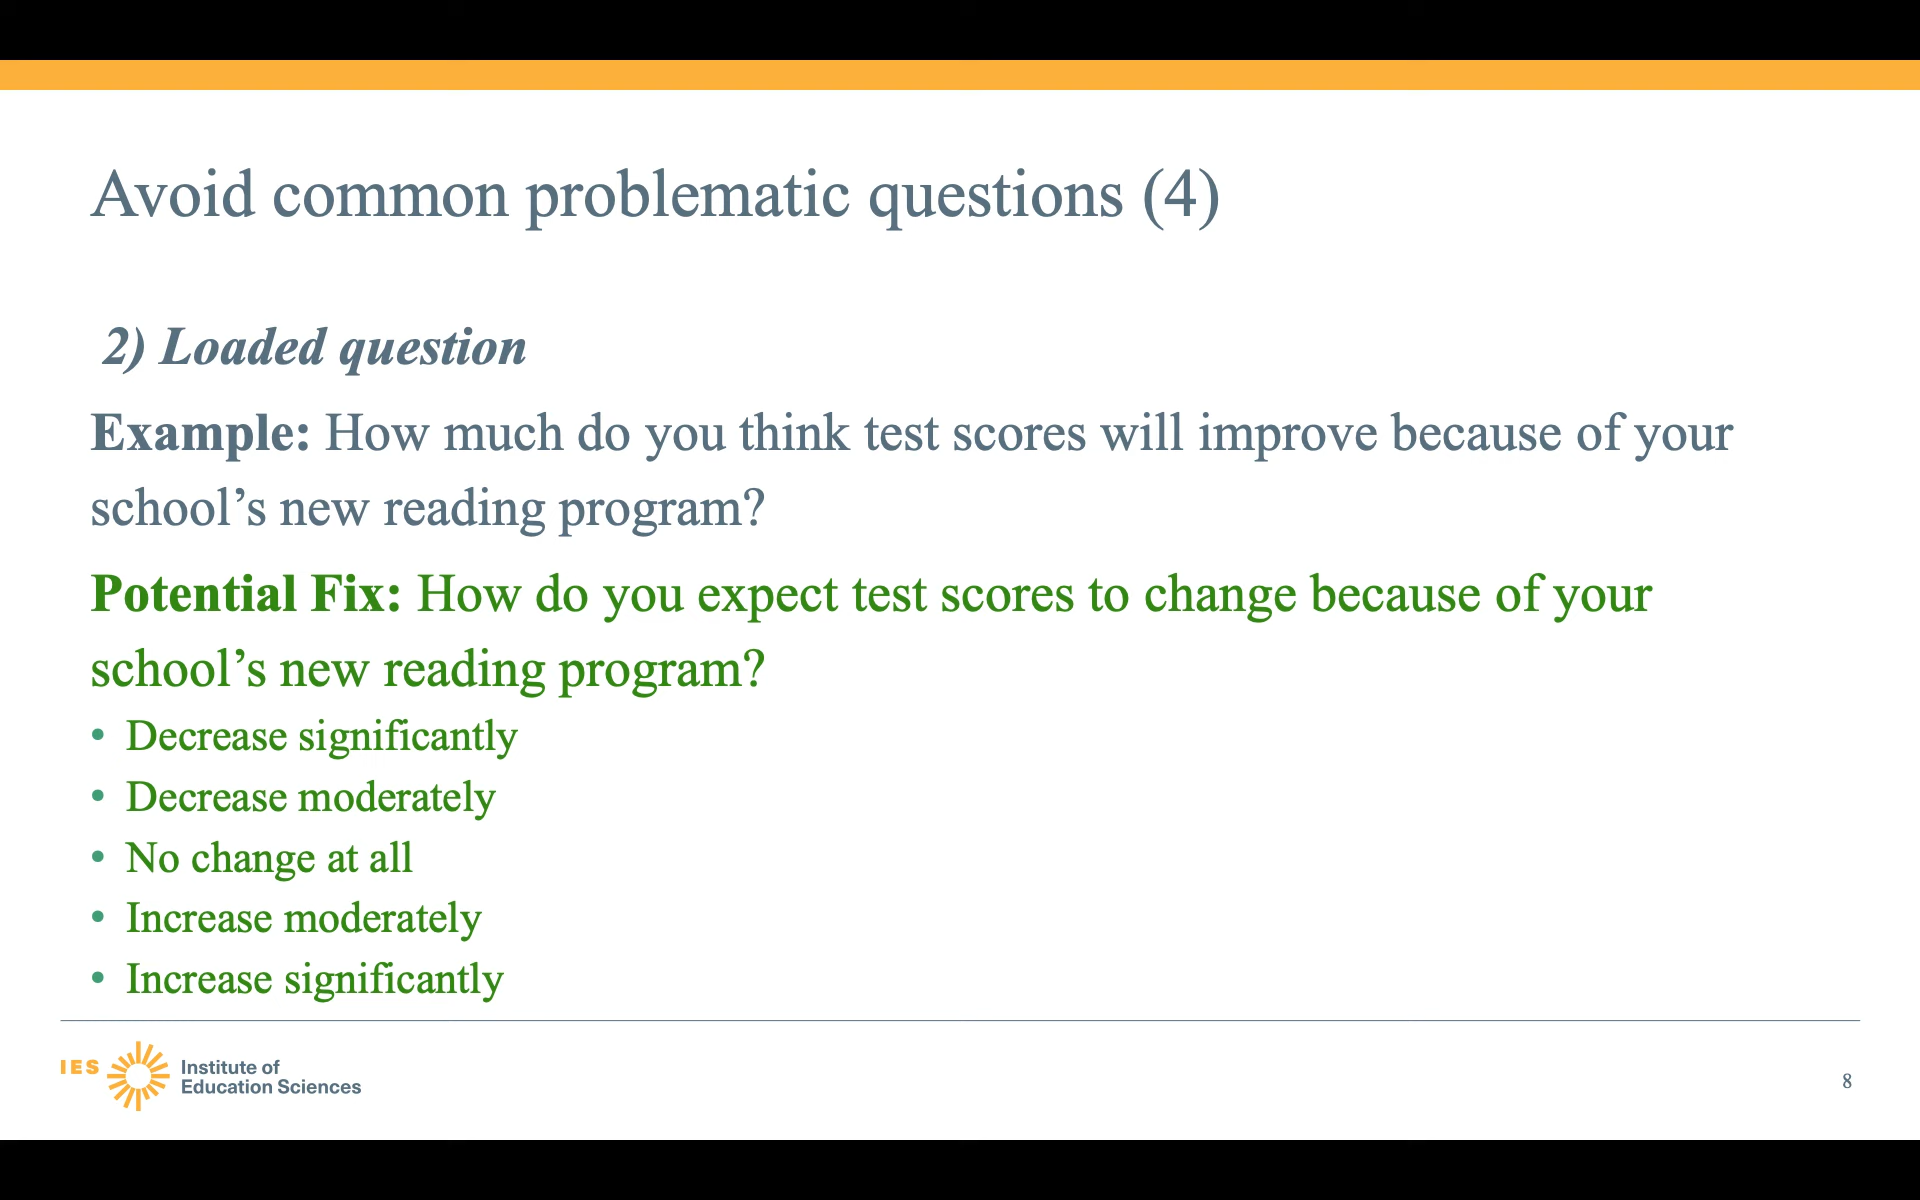 Avoid common problematic questions (4)
2) Loaded question
Example: How much do you think test scores will improve because of your
school’s new reading program?
Potential Fix: How do you expect test scores to change because of your
school’s new reading program?
• Decrease significantly
• Decrease moderately
• No change at all
• Increase moderately
• Increase significantly
IES
Institute of
Education Sciences
8